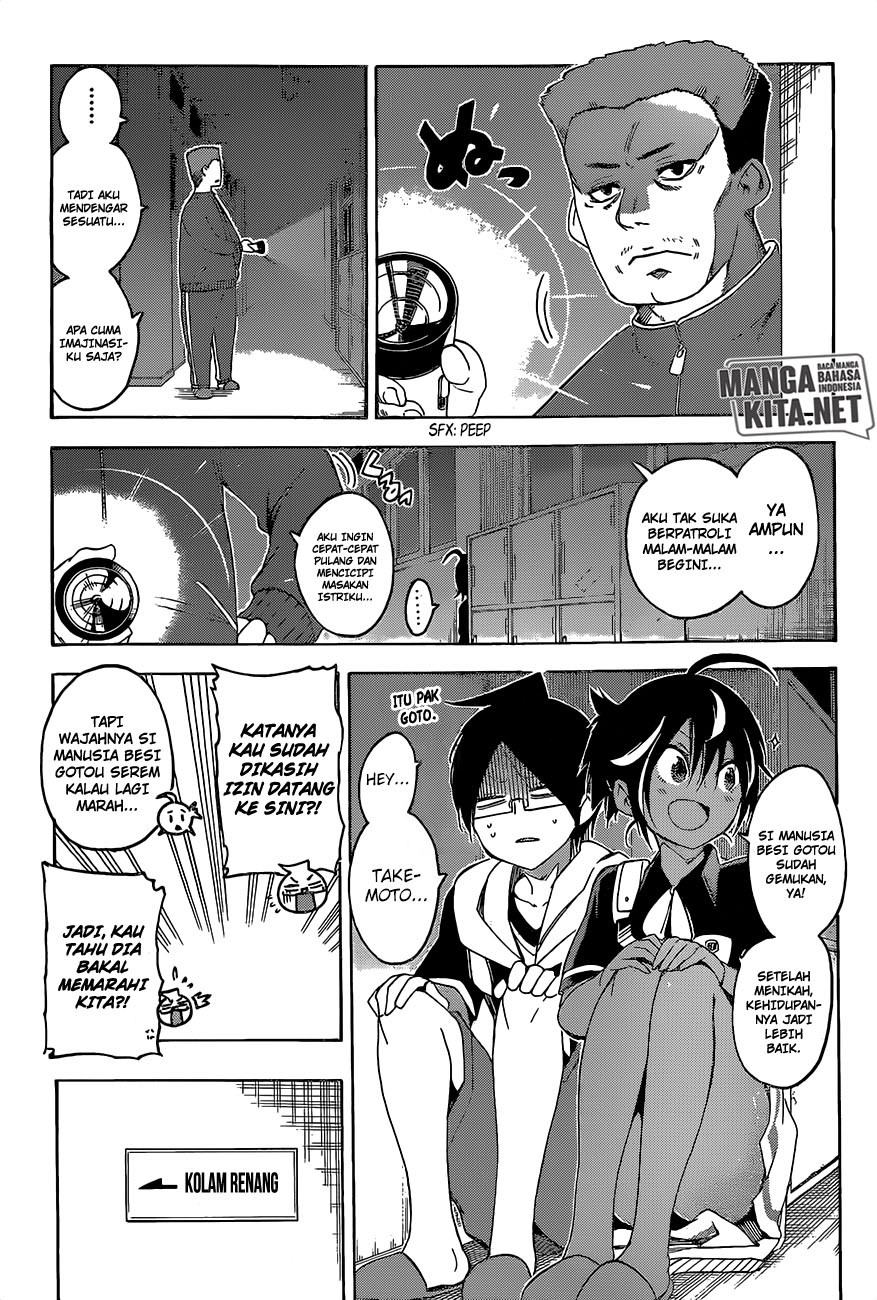 ぬっ
SFX: PEEP
......
TADI AKU
MENDENGAR
SESUATU...
APA CUMA
IMAJINASI-
KU SAJA?
MANGA
KITA.NET
BACA MANGA
BAHASA
INDONESIA
YA
AMPUN
...
AKU TAK SUKA
BERPATROLI
MALAM-MALAM
BEGINI...
......
AKU INGIN
CEPAT-CEPAT
PULANG DAN
MENCICIPI
MASAKAN
ISTRIKU...
SI MANUSIA
BESI GOTOU
SUDAH
GEMUKAN,
YA!
SETELAH
MENIKAH,
KEHIDUPAN-
NYA JADI
LEBIH
BAIK.
ITU PAK
GOTO.
HEY...
TAKE-
MOTO...
KATANYA
KAU SUDAH
DIKASIH
IZIN DATANG
KE SINI?!
TAPI
WAJAHNYA SI
MANUSIA BESI
GOTOU SEREM
KALAU LAGI
MARAH...
JADI, KAU
TAHU DIA
BAKAL
MEMARAHI
KITA?!
← KOLAM RENANG